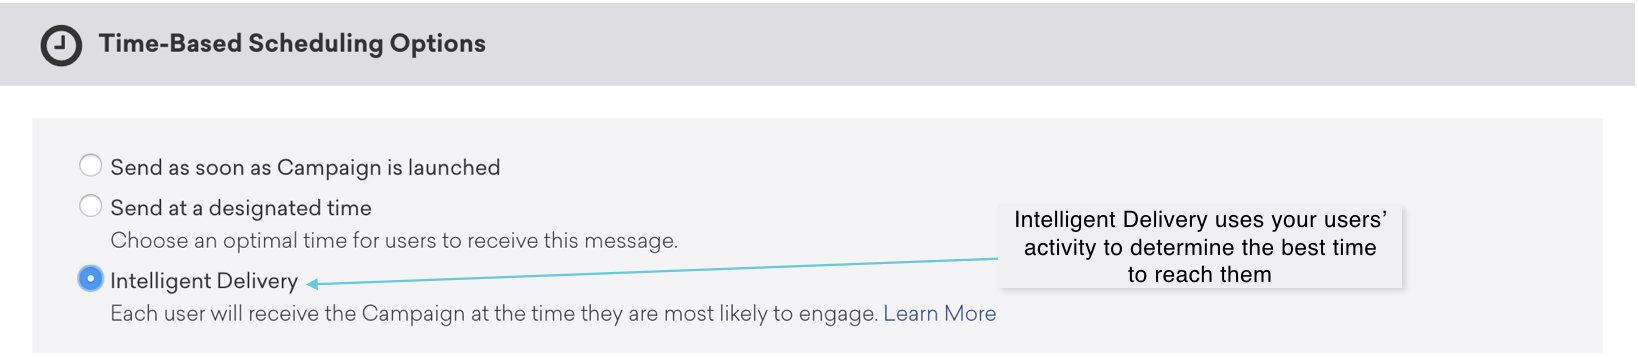 Time-Based Scheduling Options
Send as soon as Campaign is launched
Send at a designated time
Choose an optimal time for users to receive this message.
Intelligent Delivery
Each user will receive the Campaign at the time they are most likely to engage. Learn More
Intelligent Delivery uses your users’
activity to determine the best time
to reach them